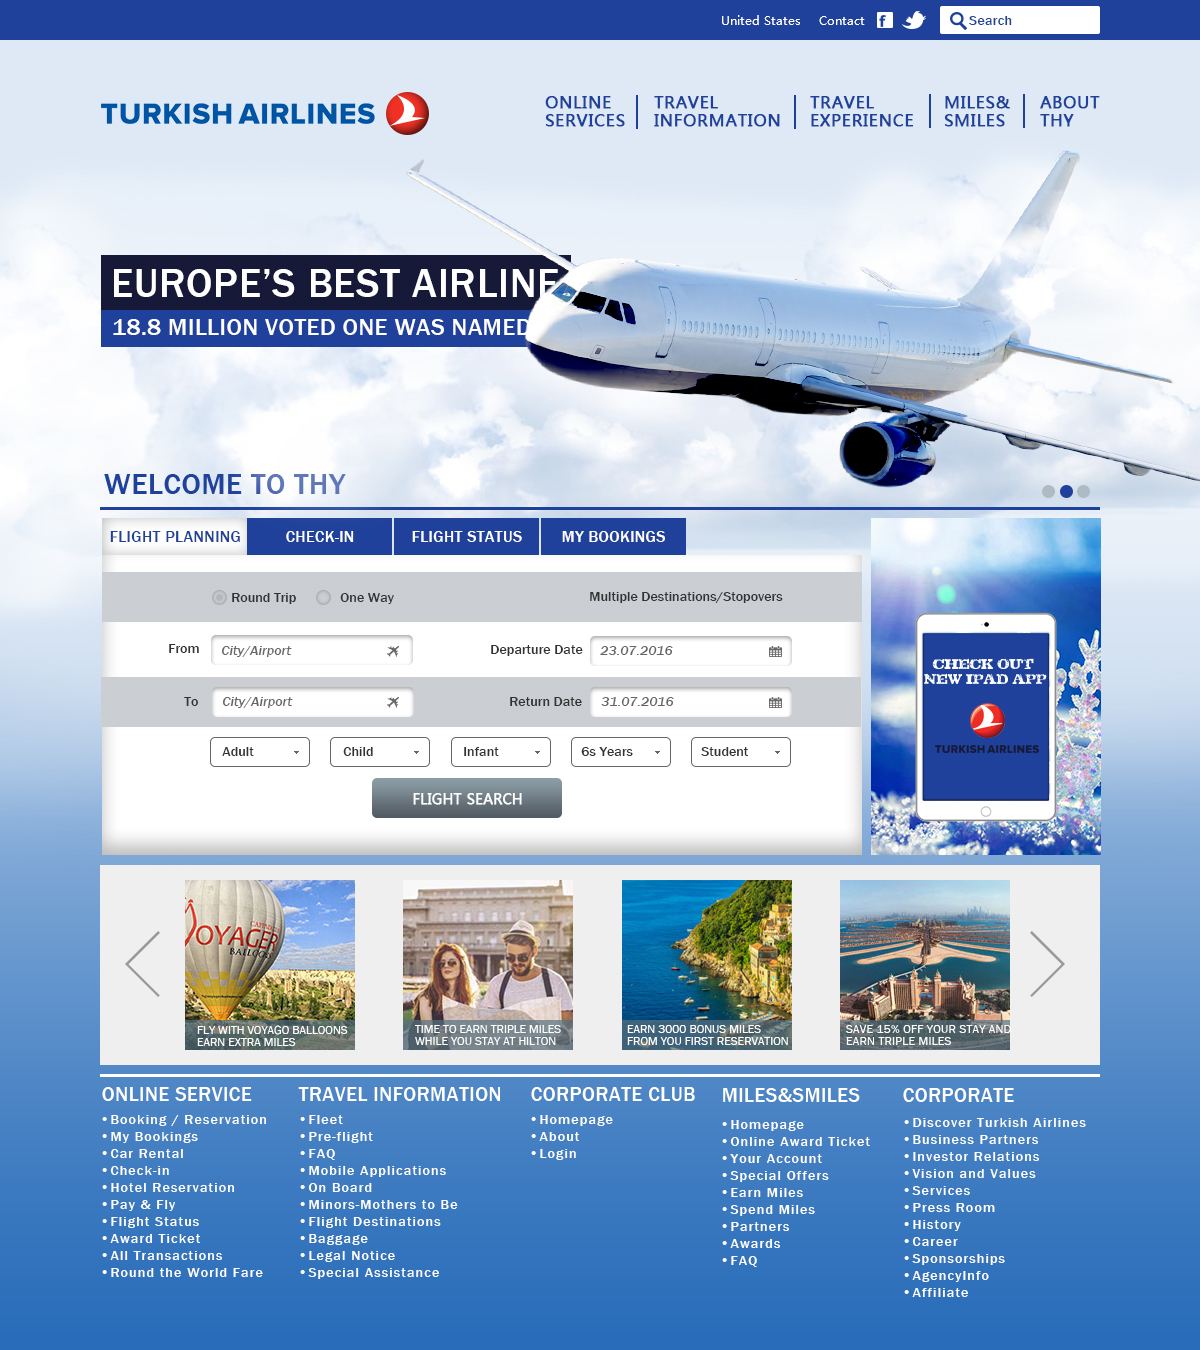 United States
Contact
f
Search
TURKISH AIRLINES
ONLINE
SERVICES
TRAVEL
INFORMATION
TRAVEL
EXPERIENCE
MILES&
SMILES
ABOUT
THY
EUROPE’S BEST AIRLINE
18.8 MILLION VOTED ONE WAS NAMED
WELCOME TO THY
FLIGHT PLANNING
CHECK-IN
FLIGHT STATUS
MY BOOKINGS
Round Trip
One Way
Multiple Destinations/Stopovers
From
City/Airport
Departure Date
23.07.2016
To
City/Airport
Return Date
31.07.2016
Adult
Child
Infant
6s Years
Student
FLIGHT SEARCH
CHECK OUT
NEW IPAD APP
TURKISH AIRLINES
VOYAGER
BALLOONS
FLY WITH VOYAGO BALLOONS
EARN EXTRA MILES
TIME TO EARN TRIPLE MILES
WHILE YOU STAY AT HILTON
EARN 3000 BONUS MILES
FROM YOU FIRST RESERVATION
SAVE 15% OFF YOUR STAY AND
EARN TRIPLE MILES
ONLINE SERVICE
•Booking / Reservation
•My Bookings
•Car Rental
•Check-in
•Hotel Reservation
•Pay & Fly
•Flight Status
•Award Ticket
•All Transactions
•Round the World Fare
TRAVEL INFORMATION
•Fleet
•Pre-flight
•FAQ
•Mobile Applications
•On Board
•Minors-Mothers to Be
•Flight Destinations
•Baggage
•Legal Notice
•Special Assistance
CORPORATE CLUB
•Homepage
•About
•Login
MILES&SMILES
•Homepage
•Online Award Ticket
•Your Account
•Special Offers
•Earn Miles
•Spend Miles
•Partners
•Awards
•FAQ
CORPORATE
•Discover Turkish Airlines
•Business Partners
•Investor Relations
•Vision and Values
•Services
•Press Room
•History
•Career
•Sponsorships
•AgencyInfo
•Affiliate